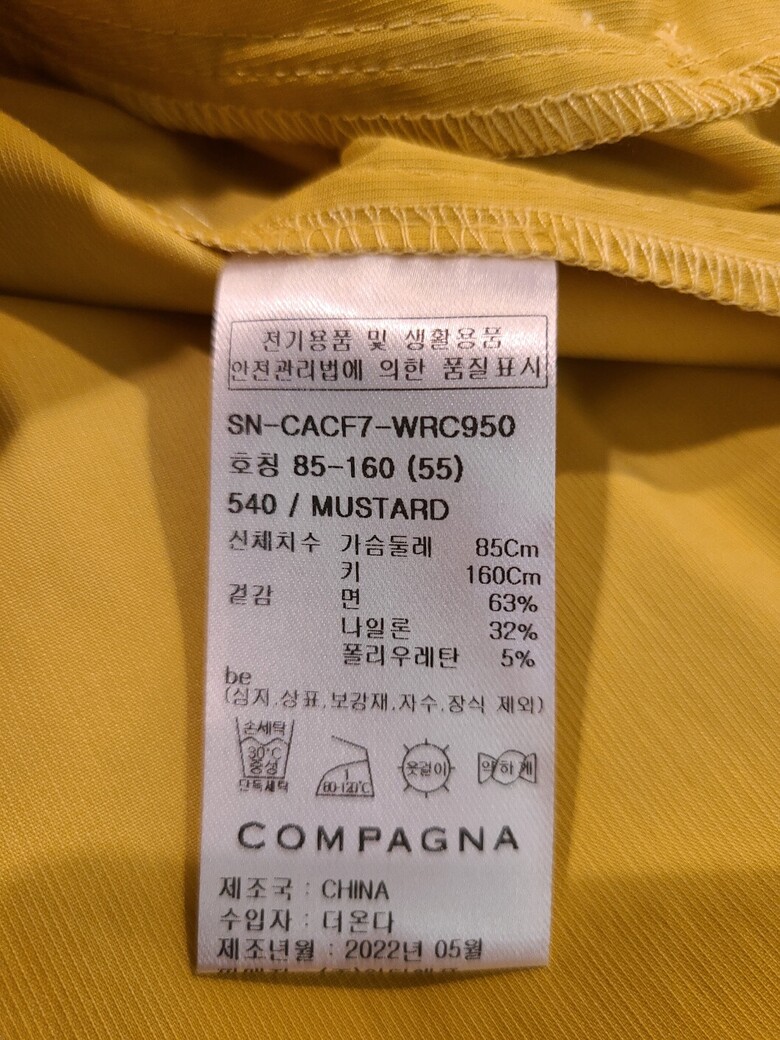 전기용품 및 생활용품
안전관리법에 의한 품질표시
SN-CACF7-WRC950
호칭 85-160 (55)
540 / MUSTARD
신체치수 가슴둘레 85Cm
키 160Cm
겉감 면 63%
나일론 32%
폴리우레탄 5%
be
(심지,상표,보강재,자수,장식 제외)
손세탁
30°C
중성
단독세탁
1
80-120°C
옷걸이
약하게
COMPAGNA
제조국 : CHINA
수입자 : 더온다
제조년월 : 2022년 05월